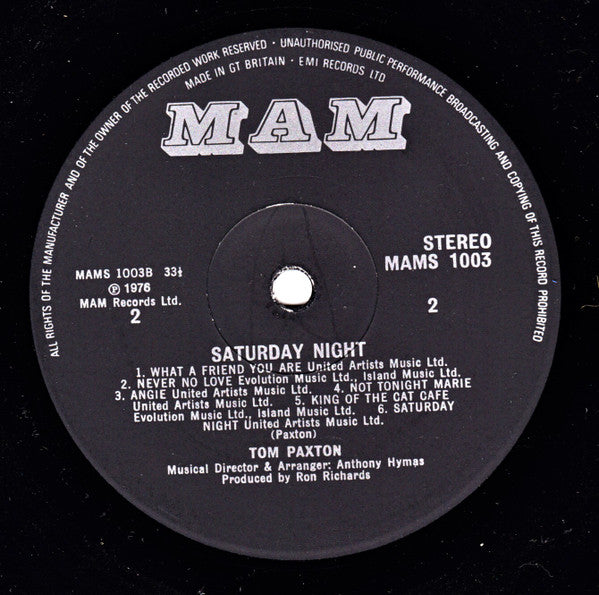 ALL RIGHTS OF THE MANUFACTURER AND OF THE OWNER OF THE RECORDED WORK RESERVED · UNAUTHORISED PUBLIC PERFORMANCE BROADCASTING AND COPYING OF THIS RECORD PROHIBITED
MADE IN GT BRITAIN · EMI RECORDS LTD
MAM
STEREO
MAMS 1003
MAMS 1003B 33⅓
℗ 1976
MAM Records Ltd.
2
2
SATURDAY NIGHT
1. WHAT A FRIEND YOU ARE United Artists Music Ltd.
2. NEVER NO LOVE Evolution Music Ltd., Island Music Ltd.
3. ANGIE United Artists Music Ltd. 4. NOT TONIGHT MARIE
United Artists Music Ltd. 5. KING OF THE CAT CAFE
Evolution Music Ltd., Island Music Ltd. 6. SATURDAY
NIGHT United Artists Music Ltd.
(Paxton)
TOM PAXTON
Musical Director & Arranger: Anthony Hymas
Produced by Ron Richards